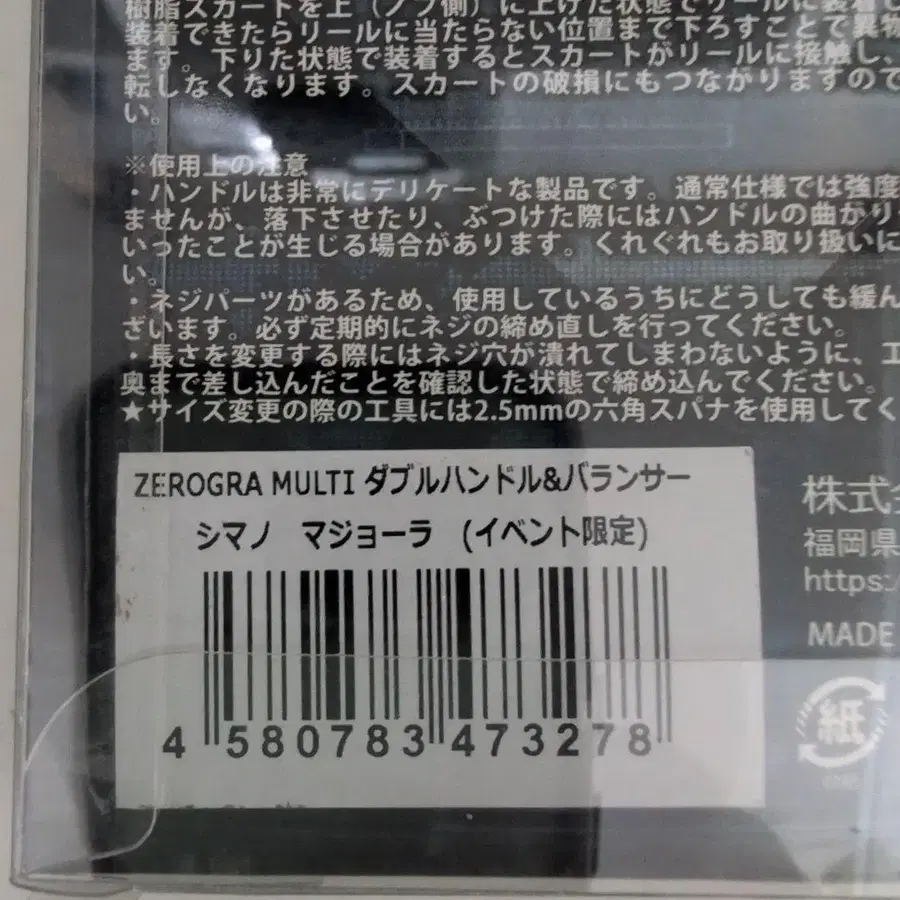 樹脂スカートを上（ノブ側）に上げた状態でリールに装着し
装着できたらリールに当たらない位置まで下ろすことで異物
ます。下りた状態で装着するとスカートがリールに接触し、
転しなくなります。スカートの破損にもつながりますので
い。
※使用上の注意
・ハンドルは非常にデリケートな製品です。通常仕様では強度
ませんが、落下させたり、ぶつけた際にはハンドルの曲がり
いったことが生じる場合があります。くれぐれもお取り扱いに
い。
・ネジパーツがあるため、使用しているうちにどうしても緩ん
ざいます。必ず定期的にネジの締め直しを行ってください。
・長さを変更する際にはネジ穴が潰れてしまわないように、工
奥まで差し込んだことを確認した状態で締め込んでください。
★サイズ変更の際の工具には2.5mmの六角スパナを使用してく
ZEROGRA MULTI ダブルハンドル&バランサー
シマノ マジョーラ (イベント限定)
4 580783 473278
株式会
福岡県
https:
MADE
紙